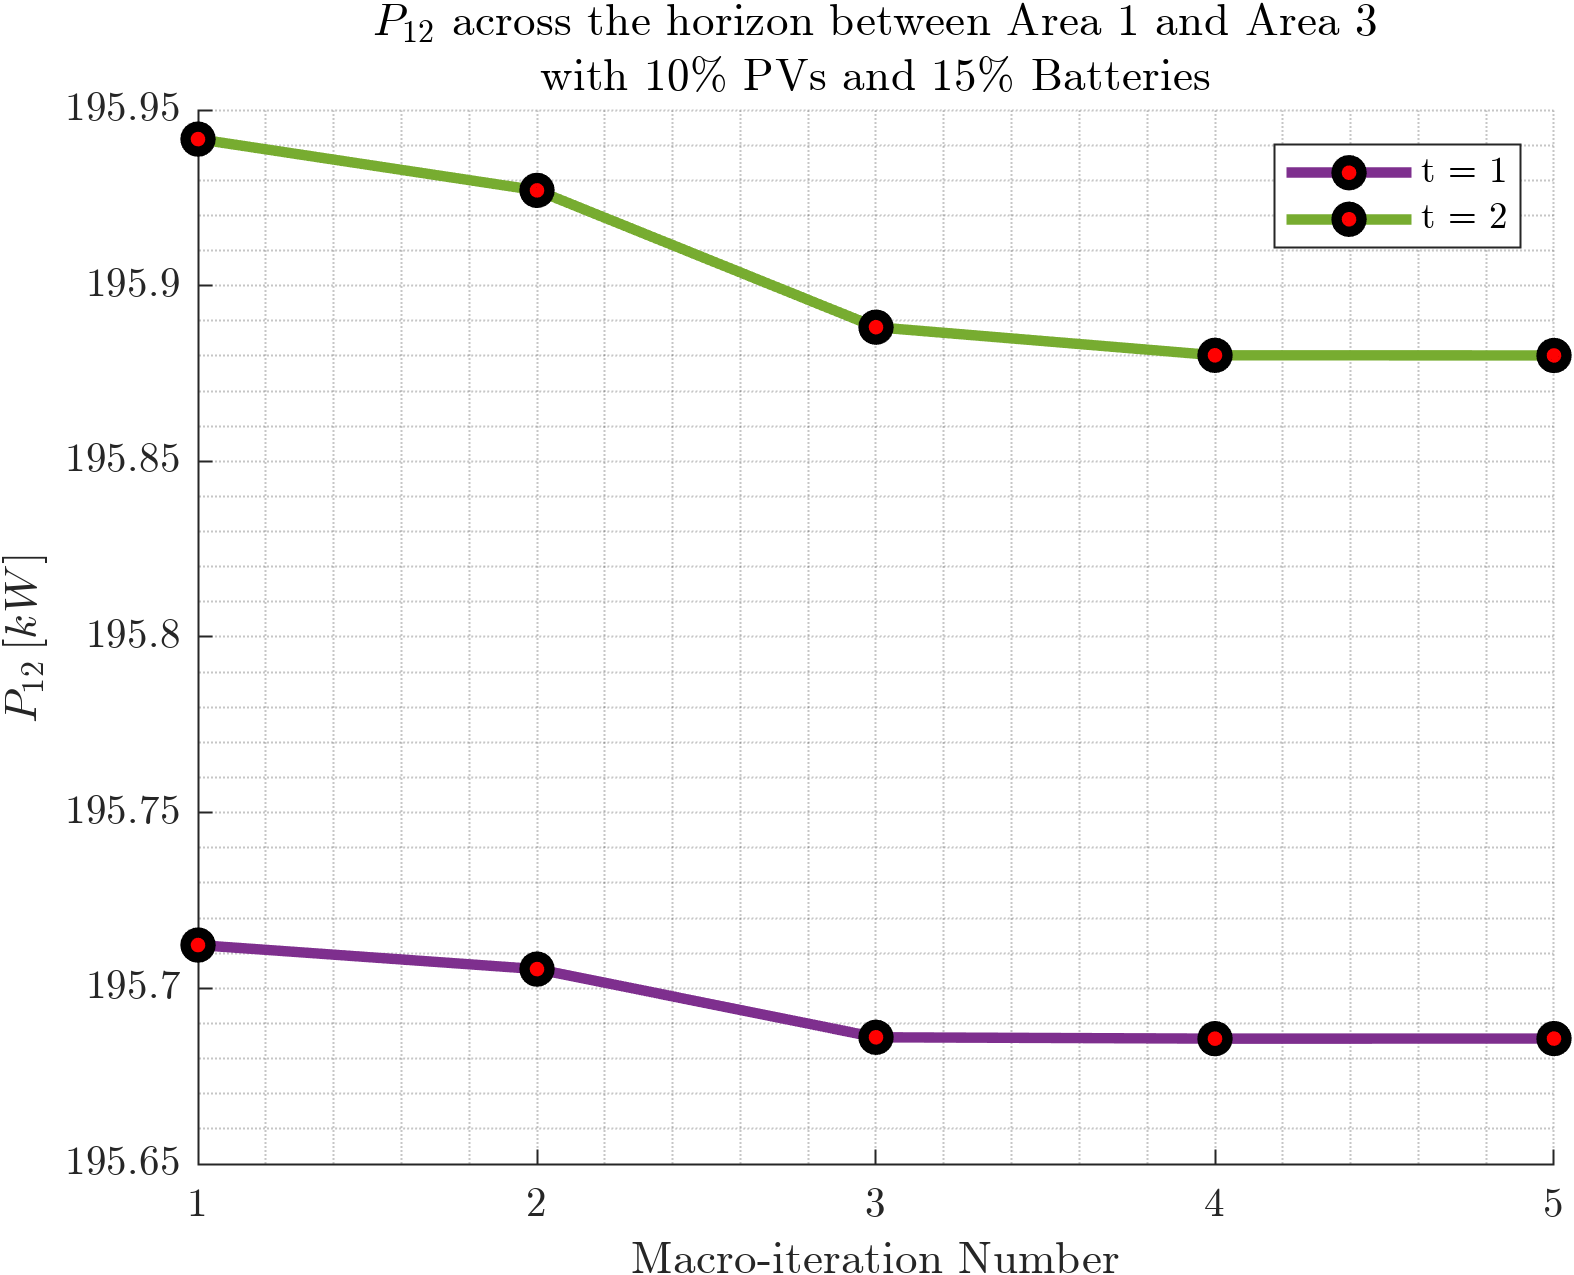 P₁₂ across the horizon between Area 1 and Area 3
with 10% PVs and 15% Batteries
t = 1
t = 2
195.95
195.9
195.85
195.8
195.75
195.7
195.65
P₁₂ [kW]
1 2 3 4 5
Macro-iteration Number